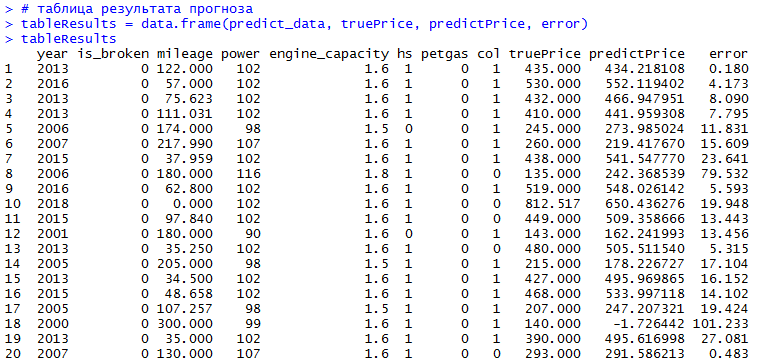 > # таблица результата прогноза
> tableResults = data.frame(predict_data, truePrice, predictPrice, error)
> tableResults
year is_broken mileage power engine_capacity hs petgas col truePrice predictPrice error
1 2013 0 122.000 102 1.6 1 0 1 435.000 434.218108 0.180
2 2016 0 57.000 102 1.6 1 0 1 530.000 552.119402 4.173
3 2013 0 75.623 102 1.6 1 0 1 432.000 466.947951 8.090
4 2013 0 111.031 102 1.6 1 0 1 410.000 441.959308 7.795
5 2006 0 174.000 98 1.5 0 0 1 245.000 273.985024 11.831
6 2007 0 217.990 107 1.6 1 0 1 260.000 219.417670 15.609
7 2015 0 37.959 102 1.6 1 0 1 438.000 541.547770 23.641
8 2006 0 180.000 116 1.8 1 0 0 135.000 242.368539 79.532
9 2016 0 62.800 102 1.6 1 0 1 519.000 548.026142 5.593
10 2018 0 0.000 102 1.6 1 0 0 812.517 650.436276 19.948
11 2015 0 97.840 102 1.6 1 0 0 449.000 509.358666 13.443
12 2001 0 180.000 90 1.6 0 0 1 143.000 162.241993 13.456
13 2013 0 35.250 102 1.6 1 0 0 480.000 505.511540 5.315
14 2005 0 205.000 98 1.5 1 0 1 215.000 178.226727 17.104
15 2013 0 34.500 102 1.6 1 0 1 427.000 495.969865 16.152
16 2015 0 48.658 102 1.6 1 0 1 468.000 533.997118 14.102
17 2005 0 107.257 98 1.5 1 0 1 207.000 247.207321 19.424
18 2000 0 300.000 99 1.6 1 0 1 140.000 -1.726442 101.233
19 2013 0 35.000 102 1.6 1 0 1 390.000 495.616998 27.081
20 2007 0 130.000 107 1.6 1 0 0 293.000 291.586213 0.483